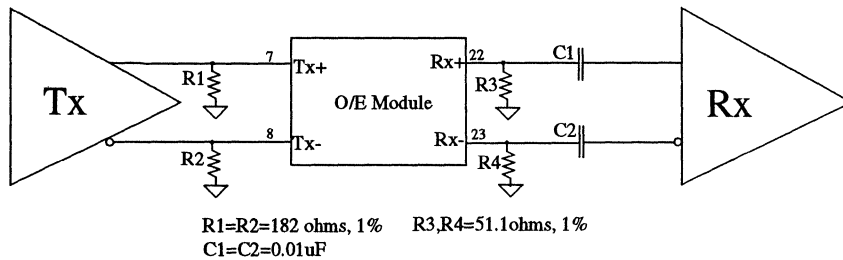 Tx
R1
7
Tx+
R2
8
Tx-
O/E Module
Rx+
22
R3
C1
Rx-
23
R4
C2
Rx
R1=R2=182 ohms, 1%
R3,R4=51.1ohms, 1%
C1=C2=0.01uF